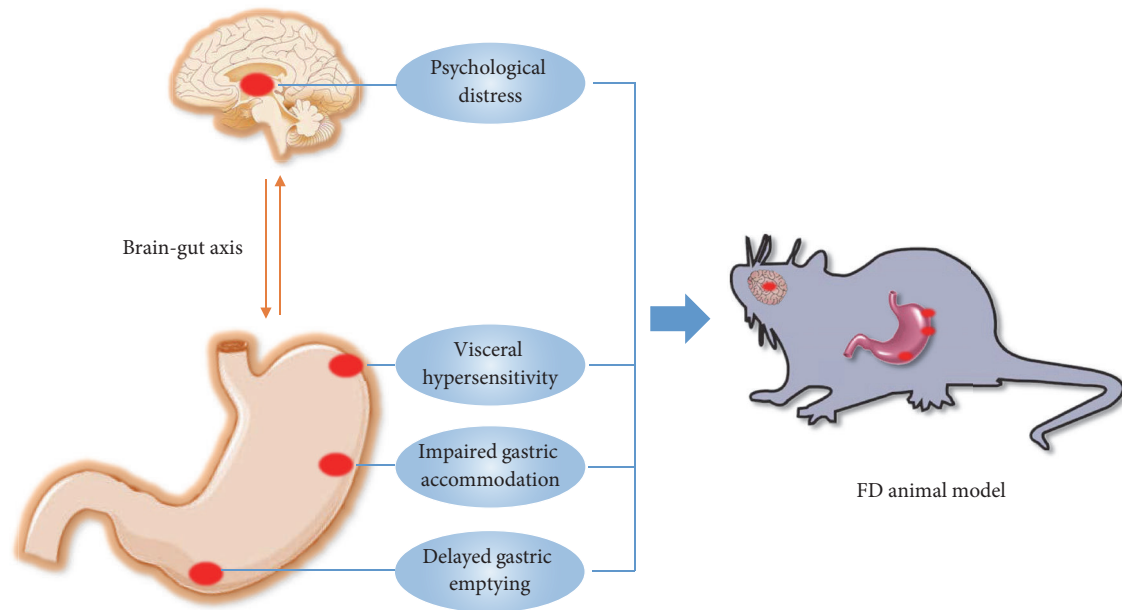 Psychological
distress
Brain-gut axis
Visceral
hypersensitivity
Impaired gastric
accommodation
Delayed gastric
emptying
FD animal model